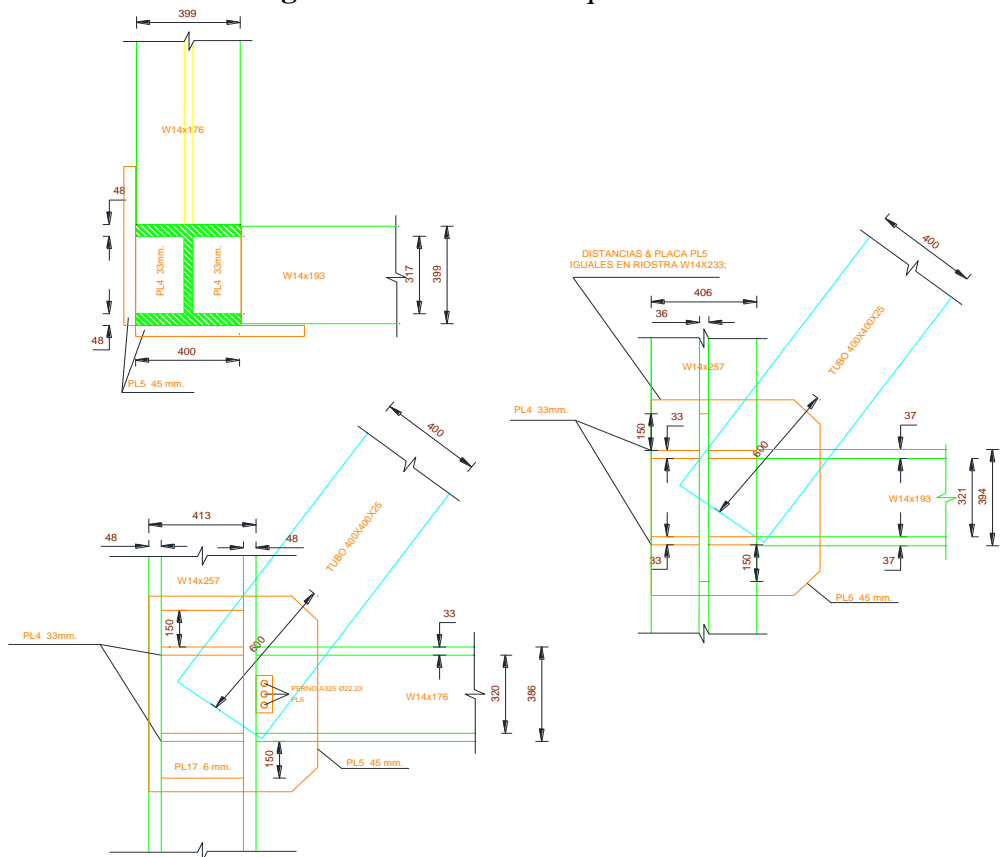 399
W14x176
48
PL4 33mm.
PL4 33mm.
W14x193
317
399
48
400
PL5 45 mm.
DISTANCIAS & PLACA PL5
IGUALES EN RIOSTRA W14X233;
400
406
36
TUBO 400X400X25
W14x257
PL4 33mm.
33
150
600
37
W14x193
321
394
33
150
37
PL5 45 mm.
400
413
48
48
TUBO 400X400X25
W14x257
150
PL4 33mm.
600
33
PERNO A325 Ø22.23
PL6
W14x176
320
386
150
PL17 6 mm.
PL5 45 mm.